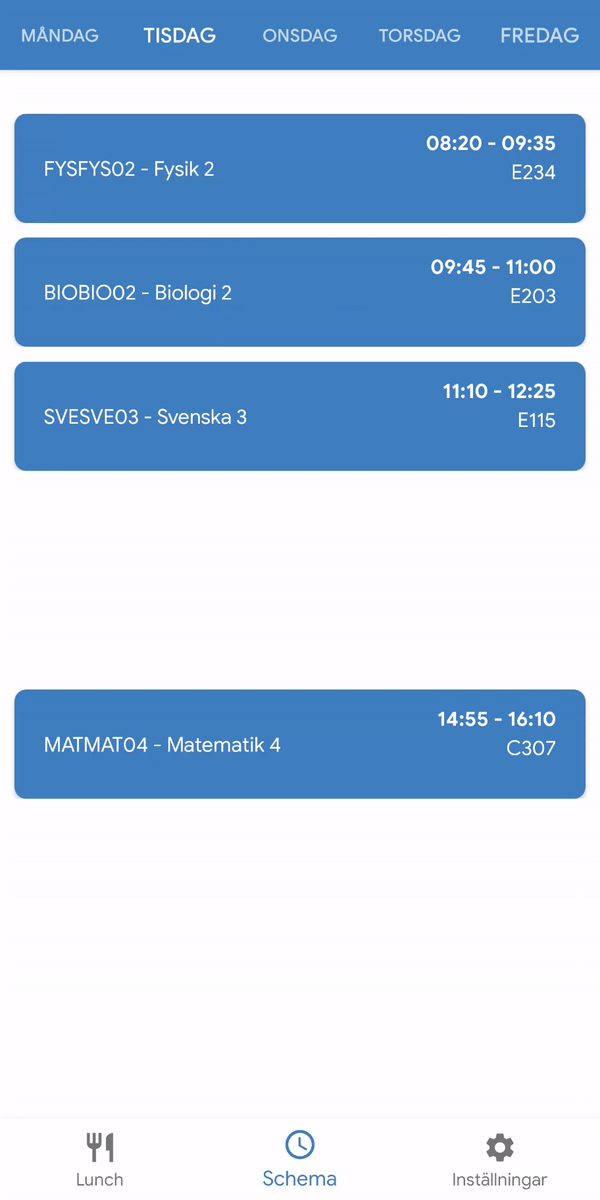 MÅNDAG TISDAG ONSDAG TORSDAG FREDAG
08:20 - 09:35
FYSFYS02 - Fysik 2
E234
09:45 - 11:00
BIOBIO02 - Biologi 2
E203
11:10 - 12:25
SVESVE03 - Svenska 3
E115
14:55 - 16:10
MATMAT04 - Matematik 4
C307
Lunch Schema Inställningar